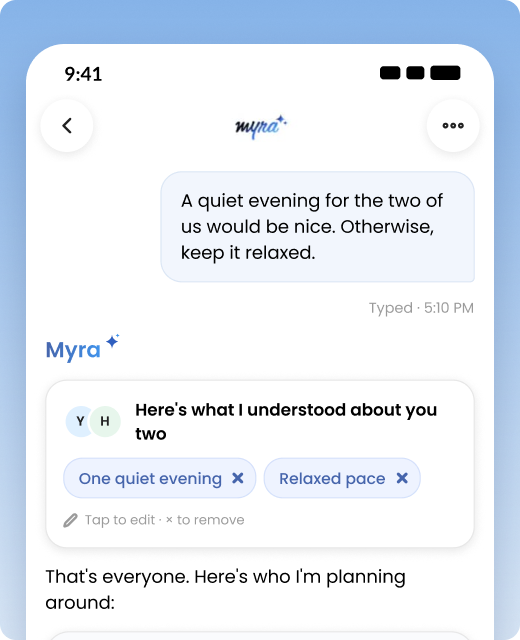 9:41
myra
A quiet evening for the two of
us would be nice. Otherwise,
keep it relaxed.
Typed · 5:10 PM
Myra
Y H
Here's what I understood about you
two
One quiet evening ×
Relaxed pace ×
Tap to edit · × to remove
That's everyone. Here's who I'm planning
around: